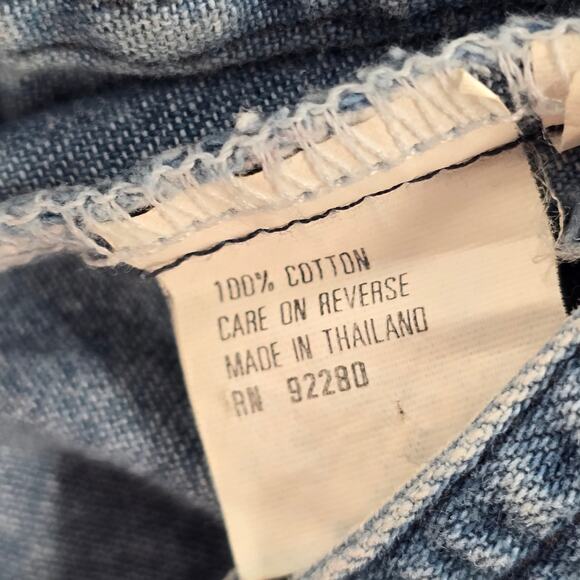 100% COTTON
CARE ON REVERSE
MADE IN THAILAND
RN 92280